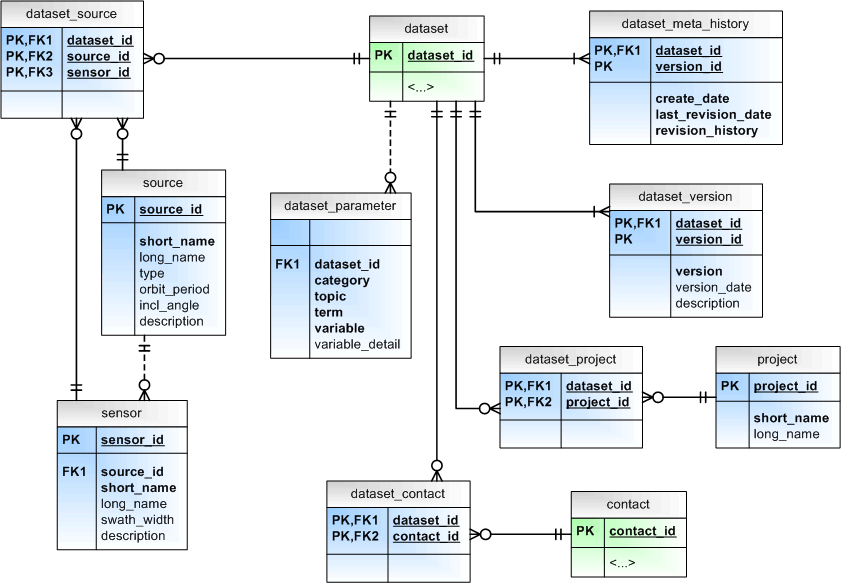 dataset_source
PK,FK1 dataset_id
PK,FK2 source_id
PK,FK3 sensor_id
dataset
PK dataset_id
<...>
dataset_meta_history
PK,FK1 dataset_id
PK version_id
create_date
last_revision_date
revision_history
source
PK source_id
short_name
long_name
type
orbit_period
incl_angle
description
dataset_parameter
FK1 dataset_id
category
topic
term
variable
variable_detail
dataset_version
PK,FK1 dataset_id
PK version_id
version
version_date
description
dataset_project
PK,FK1 dataset_id
PK,FK2 project_id
project
PK project_id
short_name
long_name
sensor
PK sensor_id
FK1 source_id
short_name
long_name
swath_width
description
dataset_contact
PK,FK1 dataset_id
PK,FK2 contact_id
contact
PK contact_id
<...>